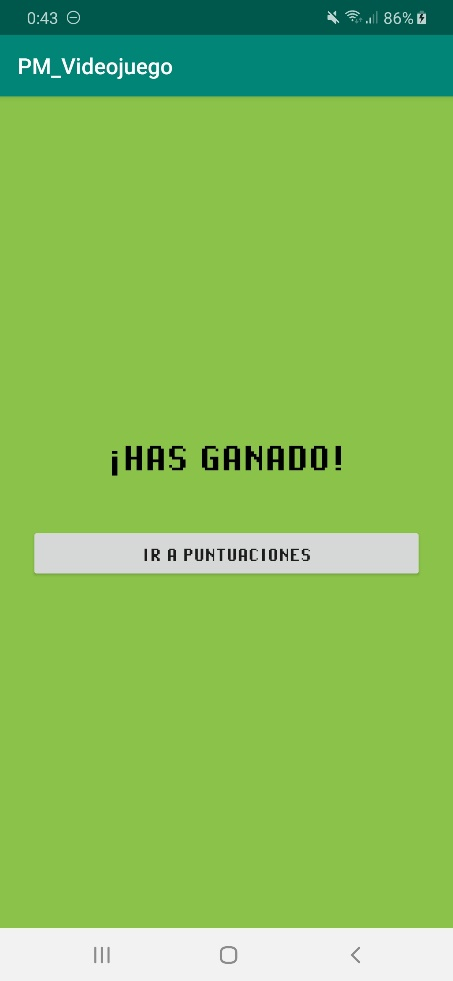 0:43 86%
PM_Videojuego
¡HAS GANADO!
IR A PUNTUACIONES